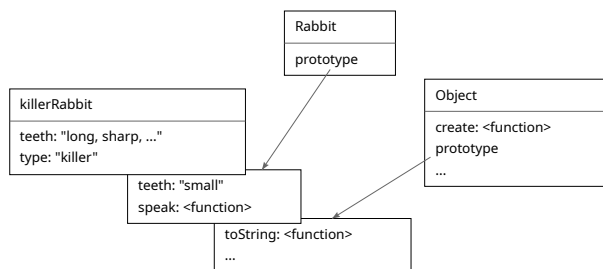 Rabbit
prototype
killerRabbit
teeth: "long, sharp, ..."
type: "killer"
Object
create: <function>
prototype
...
teeth: "small"
speak: <function>
toString: <function>
...